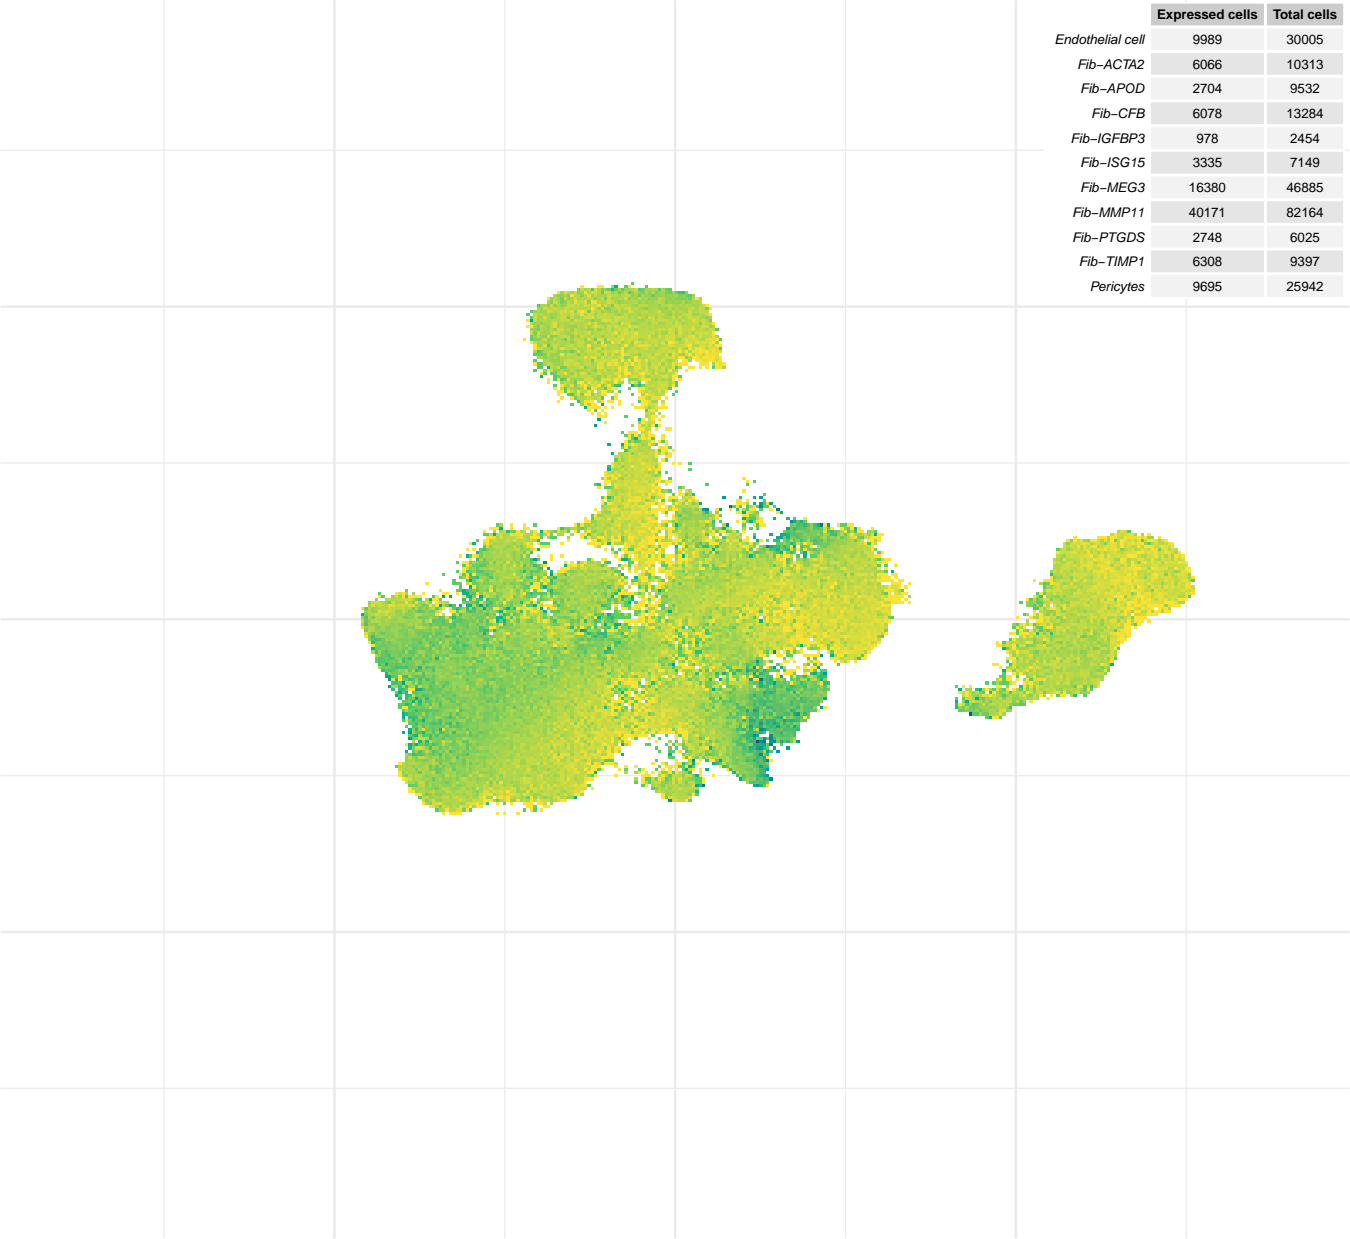 Expressed cells Total cells
Endothelial cell 9989 30005
Fib−ACTA2 6066 10313
Fib−APOD 2704 9532
Fib−CFB 6078 13284
Fib−IGFBP3 978 2454
Fib−ISG15 3335 7149
Fib−MEG3 16380 46885
Fib−MMP11 40171 82164
Fib−PTGDS 2748 6025
Fib−TIMP1 6308 9397
Pericytes 9695 25942